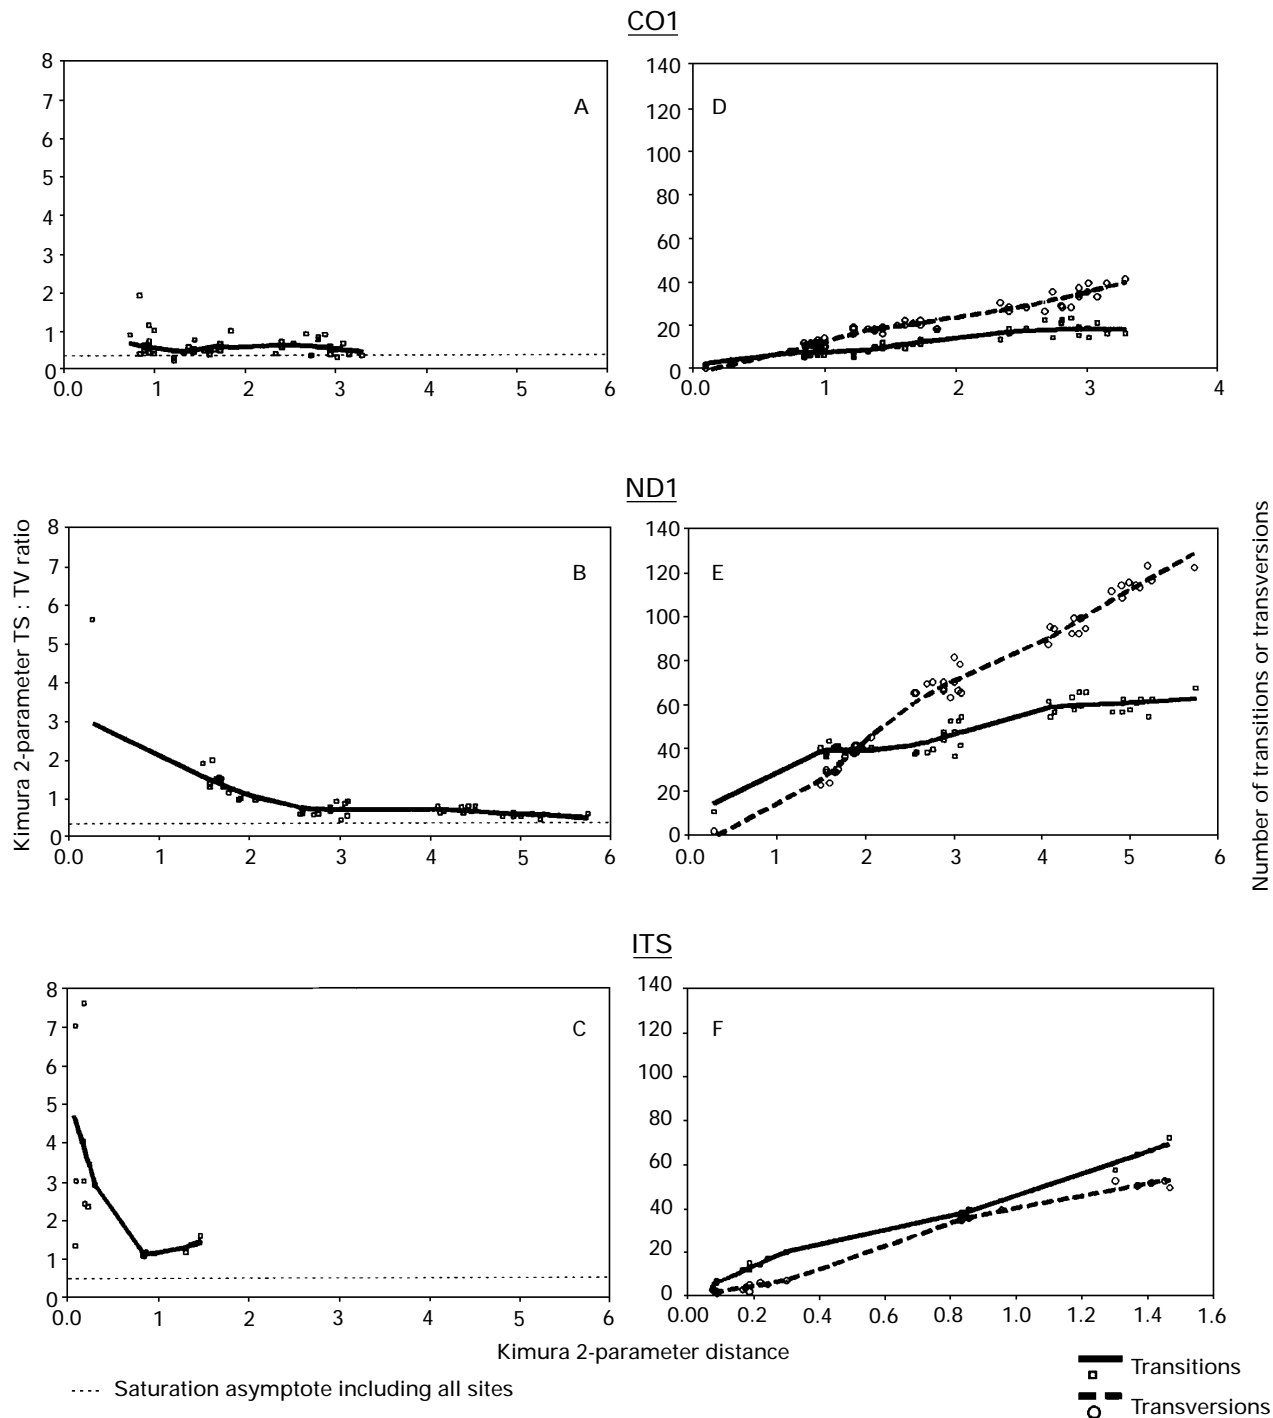 CO1
8
7
6
5
4
3
2
1
0
A
0.0 1 2 3 4 5 6
140
120
100
80
60
40
20
0
D
0.0 1 2 3 4
ND1
Kimura 2-parameter TS : TV ratio
8
7
6
5
4
3
2
1
0
B
0.0 1 2 3 4 5 6
140
120
100
80
60
40
20
0
E
0.0 1 2 3 4 5 6
Number of transitions or transversions
ITS
8
7
6
5
4
3
2
1
0
C
0.0 1 2 3 4 5 6
140
120
100
80
60
40
20
0
F
0.00 0.2 0.4 0.6 0.8 1.0 1.2 1.4 1.6
Kimura 2-parameter distance
Saturation asymptote including all sites
Transitions
Transversions